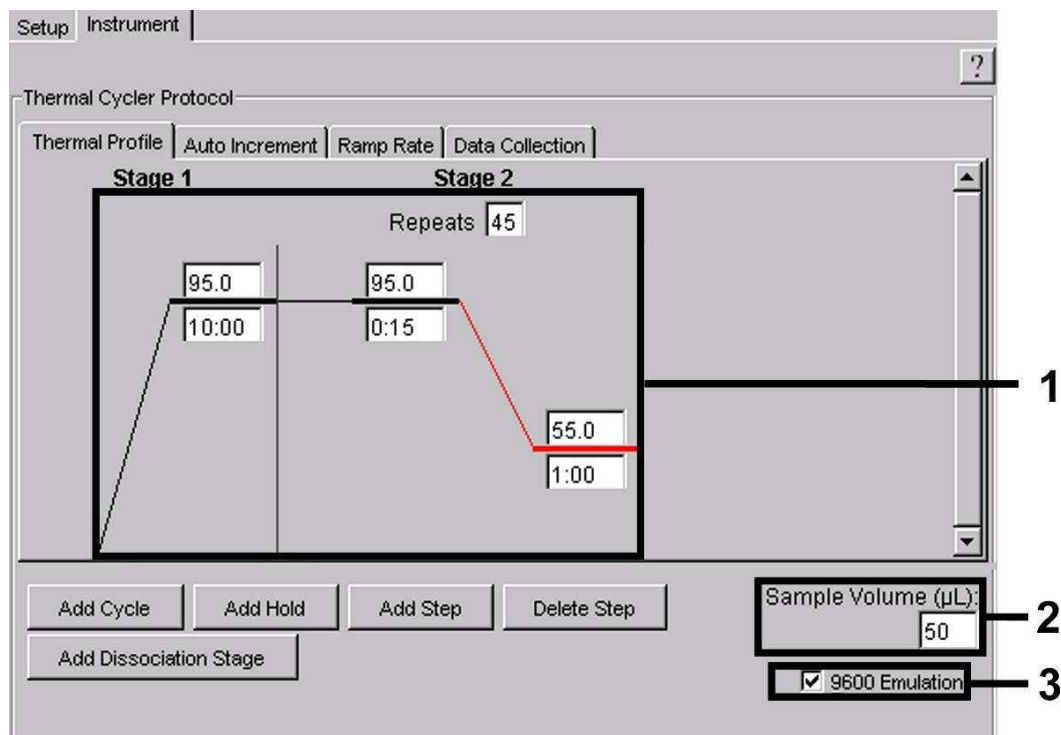 Setup Instrument
?
Thermal Cycler Protocol
Thermal Profile Auto Increment Ramp Rate Data Collection
Stage 1 Stage 2
Repeats 45
95.0 95.0
10:00 0:15
1
55.0
1:00
Add Cycle Add Hold Add Step Delete Step
Sample Volume (µL):
50
2
Add Dissociation Stage
9600 Emulation
3